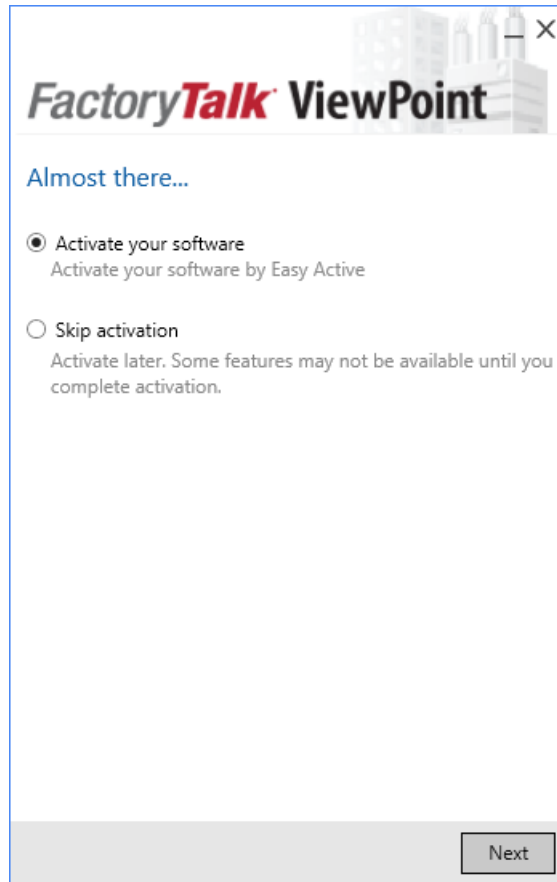 FactoryTalk ViewPoint
Almost there...
Activate your software
Activate your software by Easy Active
Skip activation
Activate later. Some features may not be available until you
complete activation.
Next